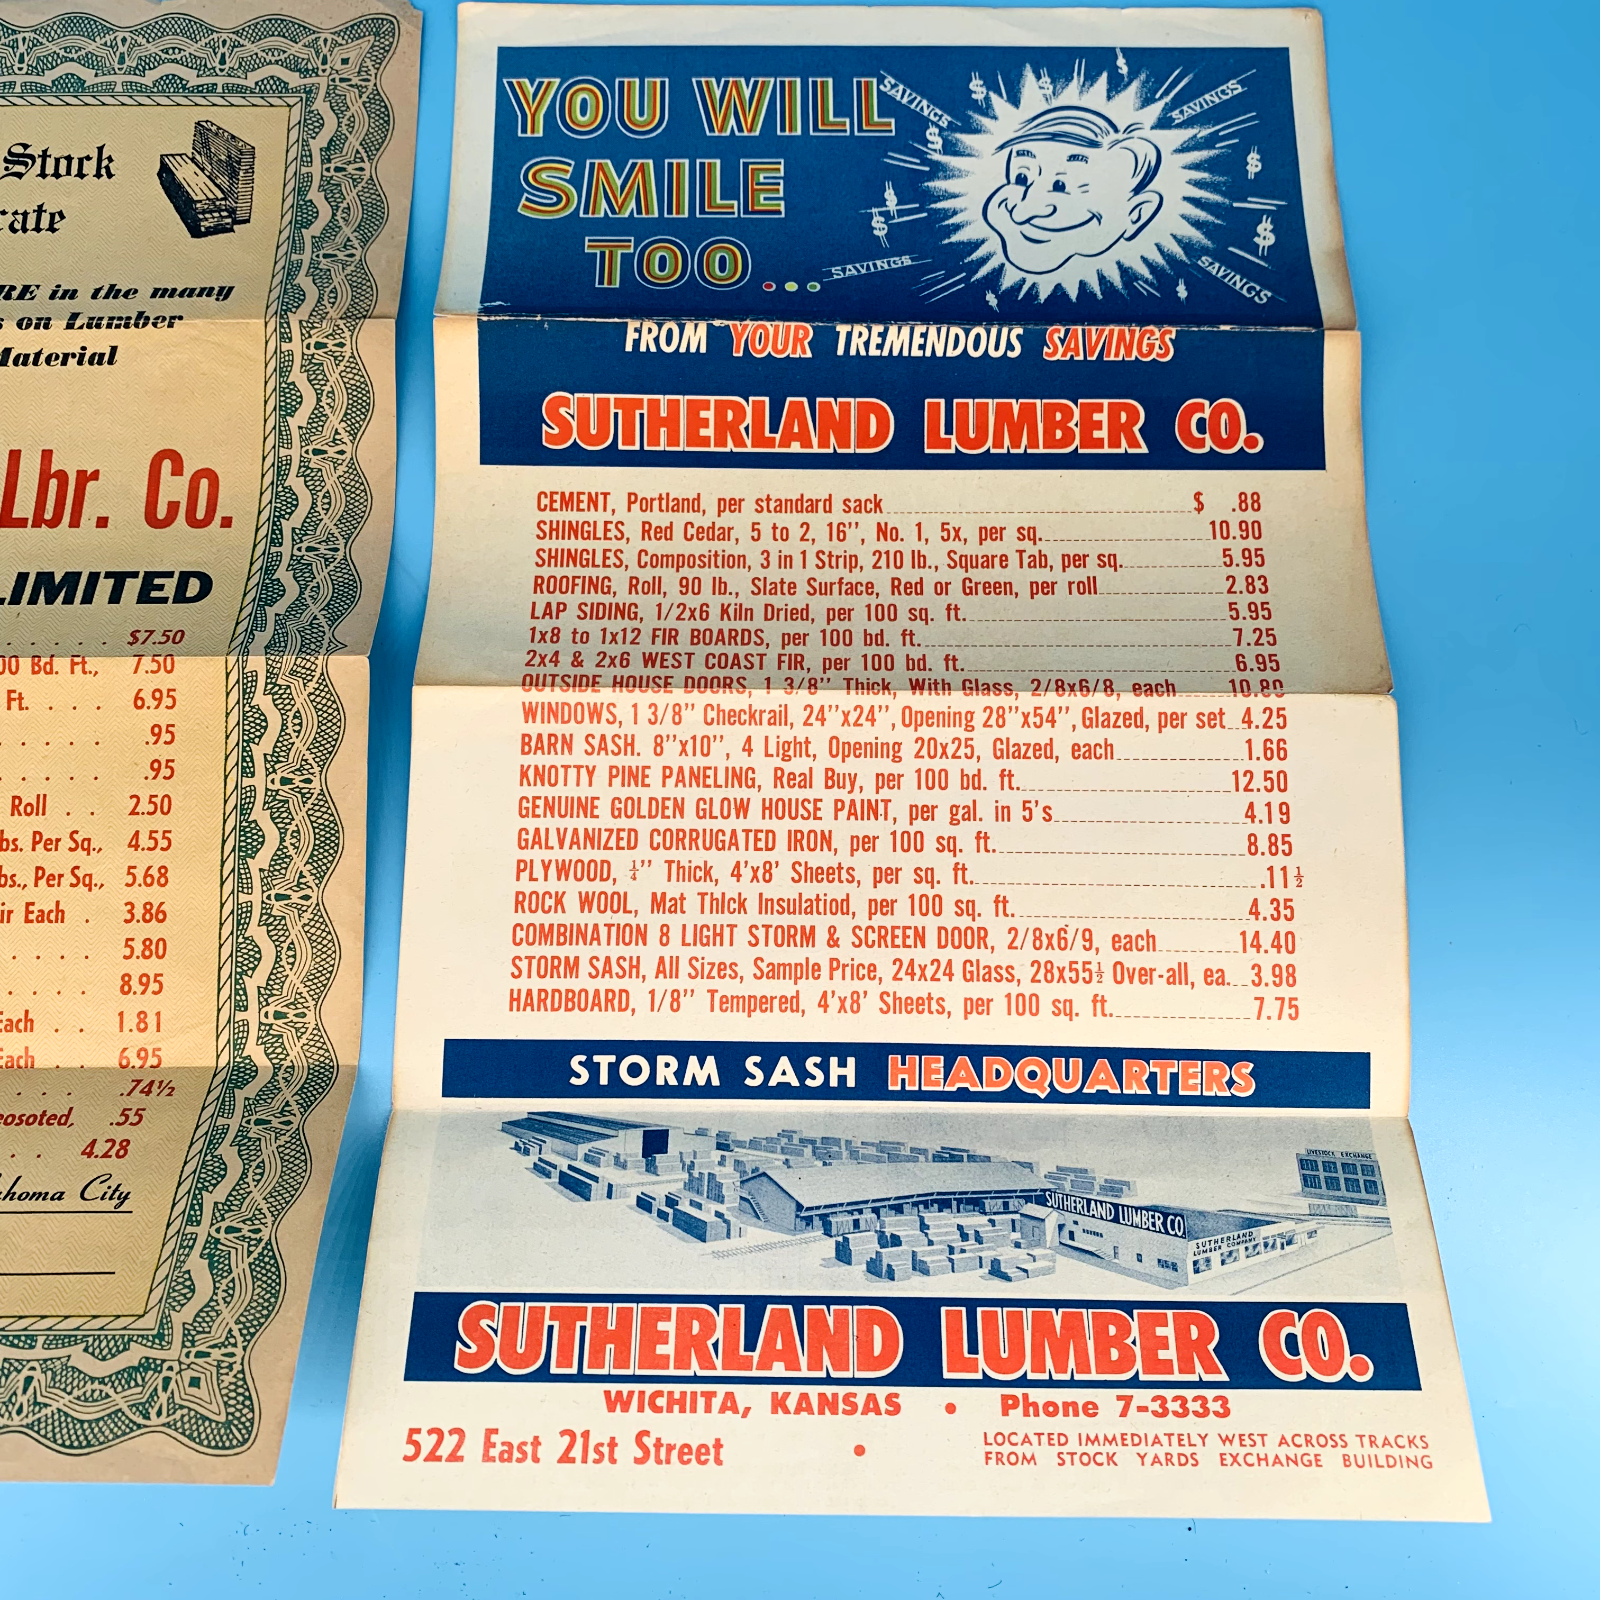 Stock
cate
RE in the many
s on Lumber
Material
Lbr. Co.
LIMITED
. . . . . $7.50
00 Bd. Ft., 7.50
Ft. . . . . 6.95
. . . . . .95
. . . . . .95
Roll . . 2.50
bs. Per Sq., 4.55
bs., Per Sq., 5.68
ir Each . 3.86
. . . . 5.80
. . . . 8.95
Each . . 1.81
Each . . 6.95
. . . . .74½
eosoted, .55
. . . 4.28
ahoma City
YOU WILL
SMILE
TOO...
SAVINGS
SAVINGS
SAVINGS
SAVINGS
FROM YOUR TREMENDOUS SAVINGS
SUTHERLAND LUMBER CO.
CEMENT, Portland, per standard sack $ .88
SHINGLES, Red Cedar, 5 to 2, 16", No. 1, 5x, per sq. 10.90
SHINGLES, Composition, 3 in 1 Strip, 210 lb., Square Tab, per sq. 5.95
ROOFING, Roll, 90 lb., Slate Surface, Red or Green, per roll 2.83
LAP SIDING, 1/2x6 Kiln Dried, per 100 sq. ft. 5.95
1x8 to 1x12 FIR BOARDS, per 100 bd. ft. 7.25
2x4 & 2x6 WEST COAST FIR, per 100 bd. ft. 6.95
OUTSIDE HOUSE DOORS, 1 3/8" Thick, With Glass, 2/8x6/8, each 10.80
WINDOWS, 1 3/8" Checkrail, 24"x24", Opening 28"x54", Glazed, per set 4.25
BARN SASH. 8"x10", 4 Light, Opening 20x25, Glazed, each 1.66
KNOTTY PINE PANELING, Real Buy, per 100 bd. ft. 12.50
GENUINE GOLDEN GLOW HOUSE PAINT, per gal. in 5's 4.19
GALVANIZED CORRUGATED IRON, per 100 sq. ft. 8.85
PLYWOOD, ¼" Thick, 4'x8' Sheets, per sq. ft. .11½
ROCK WOOL, Mat Thick Insulatiod, per 100 sq. ft. 4.35
COMBINATION 8 LIGHT STORM & SCREEN DOOR, 2/8x6/9, each 14.40
STORM SASH, All Sizes, Sample Price, 24x24 Glass, 28x55½ Over-all, ea. 3.98
HARDBOARD, 1/8" Tempered, 4'x8' Sheets, per 100 sq. ft. 7.75
STORM SASH HEADQUARTERS
LIVESTOCK EXCHANGE
SUTHERLAND LUMBER CO.
SUTHERLAND
LUMBER COMPANY
SUTHERLAND LUMBER CO.
WICHITA, KANSAS • Phone 7-3333
522 East 21st Street •
LOCATED IMMEDIATELY WEST ACROSS TRACKS
FROM STOCK YARDS EXCHANGE BUILDING